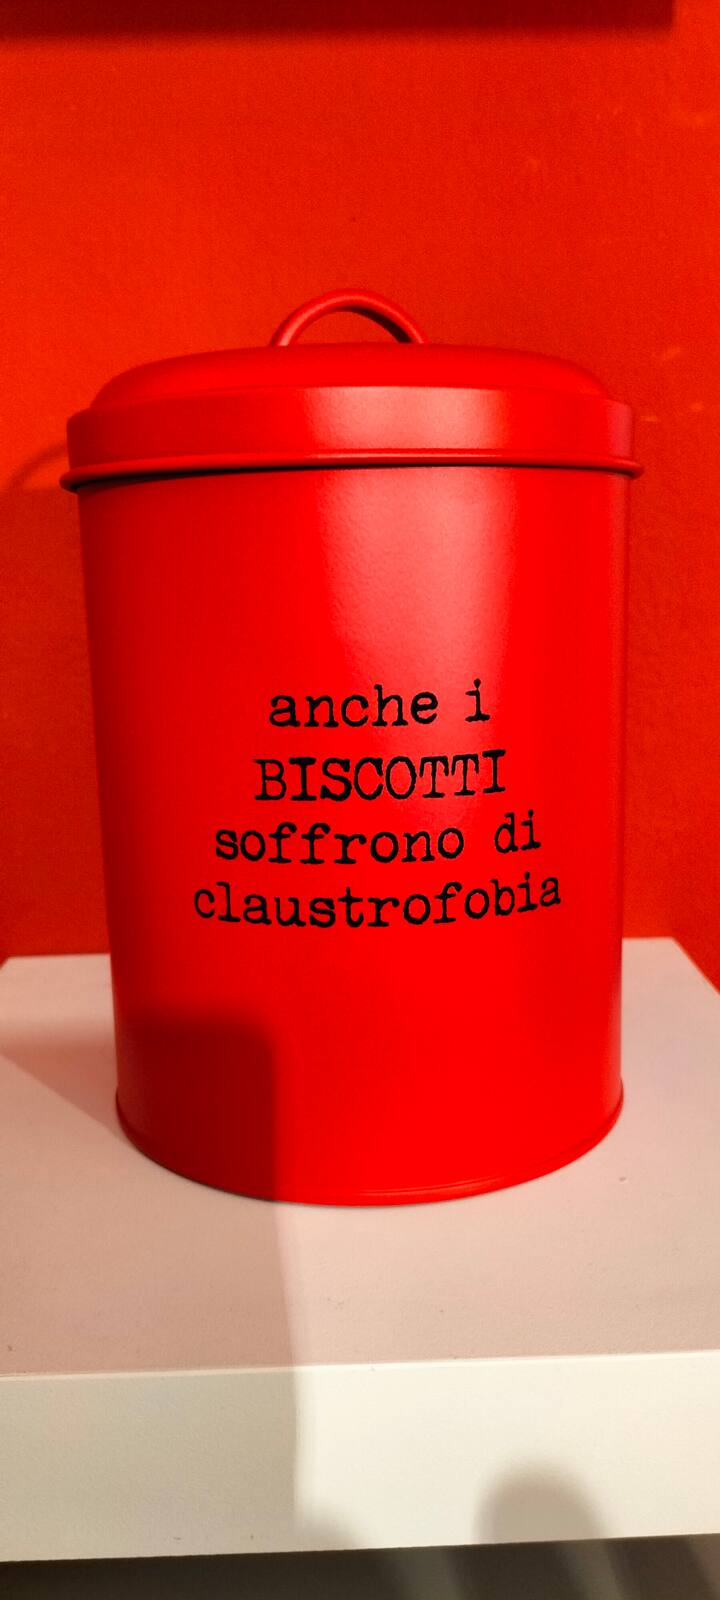 anche i
BISCOTTI
soffrono di
claustrofobia